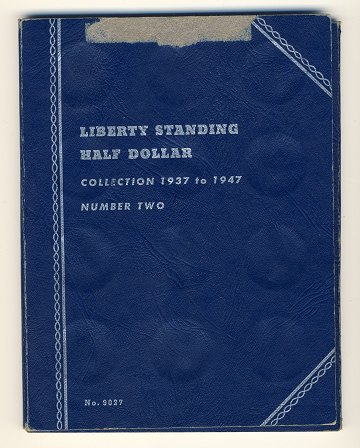 LIBERTY STANDING
HALF DOLLAR
COLLECTION 1937 to 1947
NUMBER TWO
No. 9027